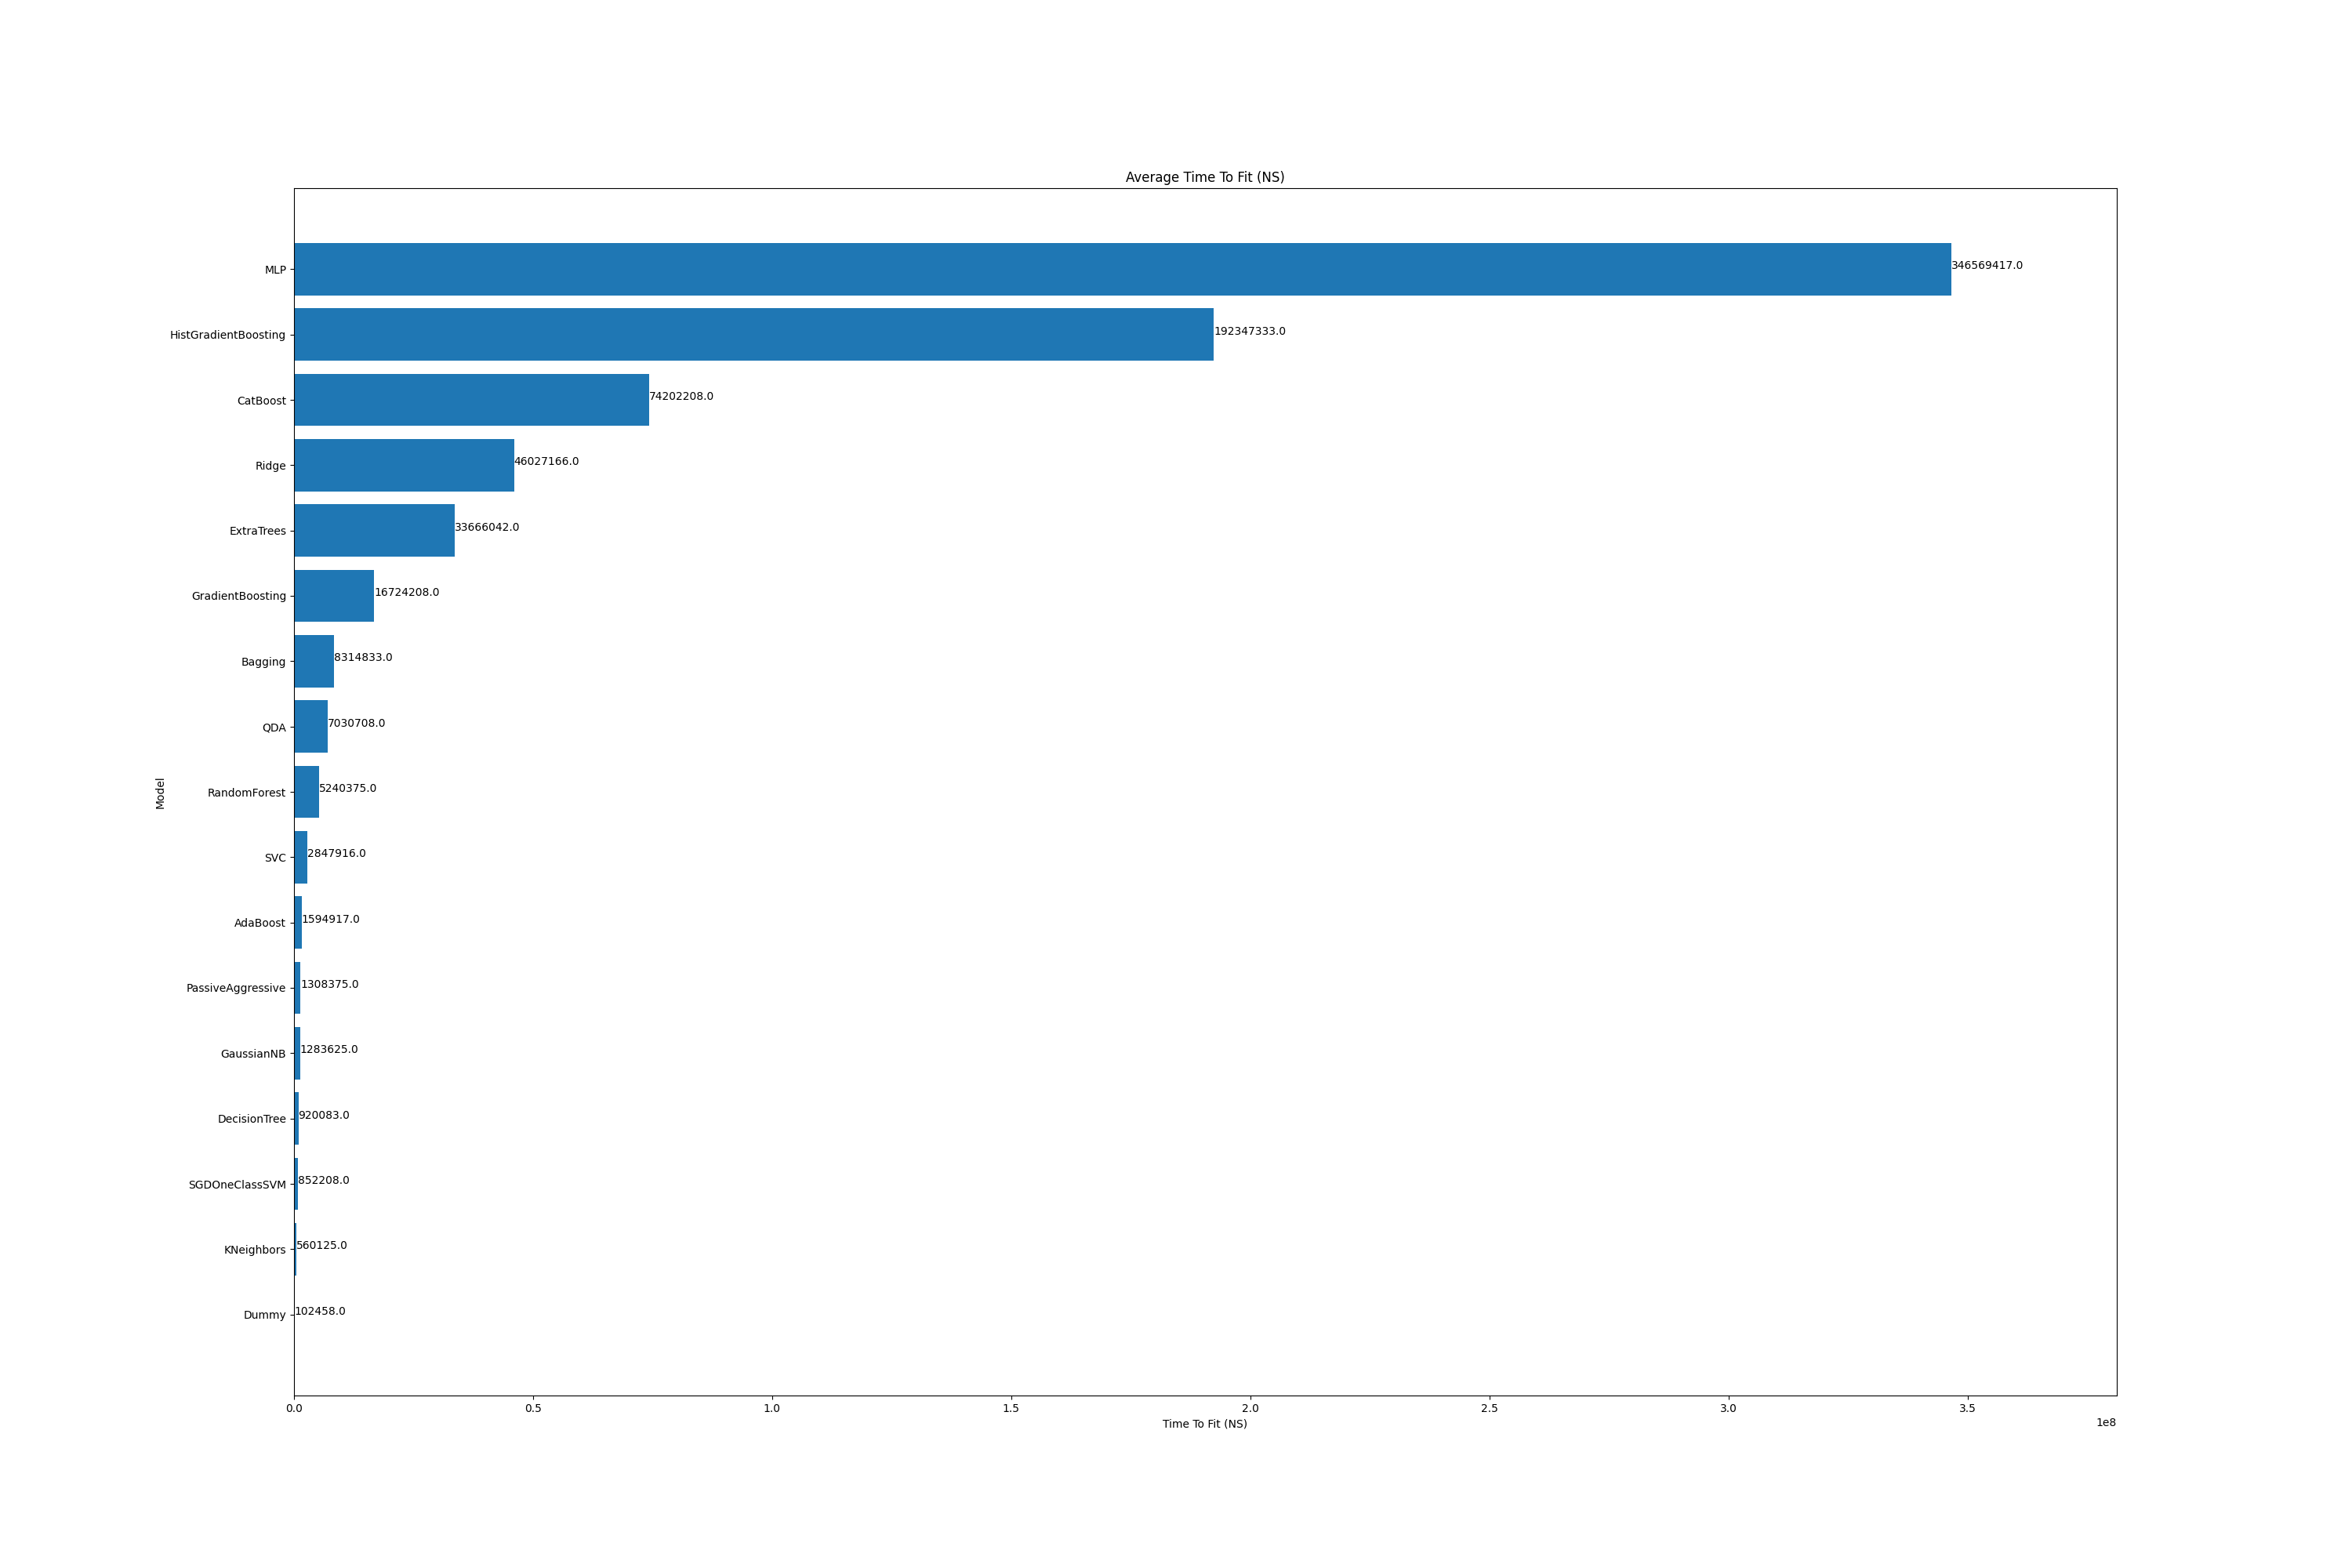 Average Time To Fit (NS)
MLP 346569417.0
HistGradientBoosting 192347333.0
CatBoost 74202208.0
Ridge 46027166.0
ExtraTrees 33666042.0
GradientBoosting 16724208.0
Bagging 8314833.0
QDA 7030708.0
Model
RandomForest 5240375.0
SVC 2847916.0
AdaBoost 1594917.0
PassiveAggressive 1308375.0
GaussianNB 1283625.0
DecisionTree 920083.0
SGDOneClassSVM 852208.0
KNeighbors 560125.0
Dummy 102458.0
0.0 0.5 1.0 1.5 2.0 2.5 3.0 3.5
1e8
Time To Fit (NS)